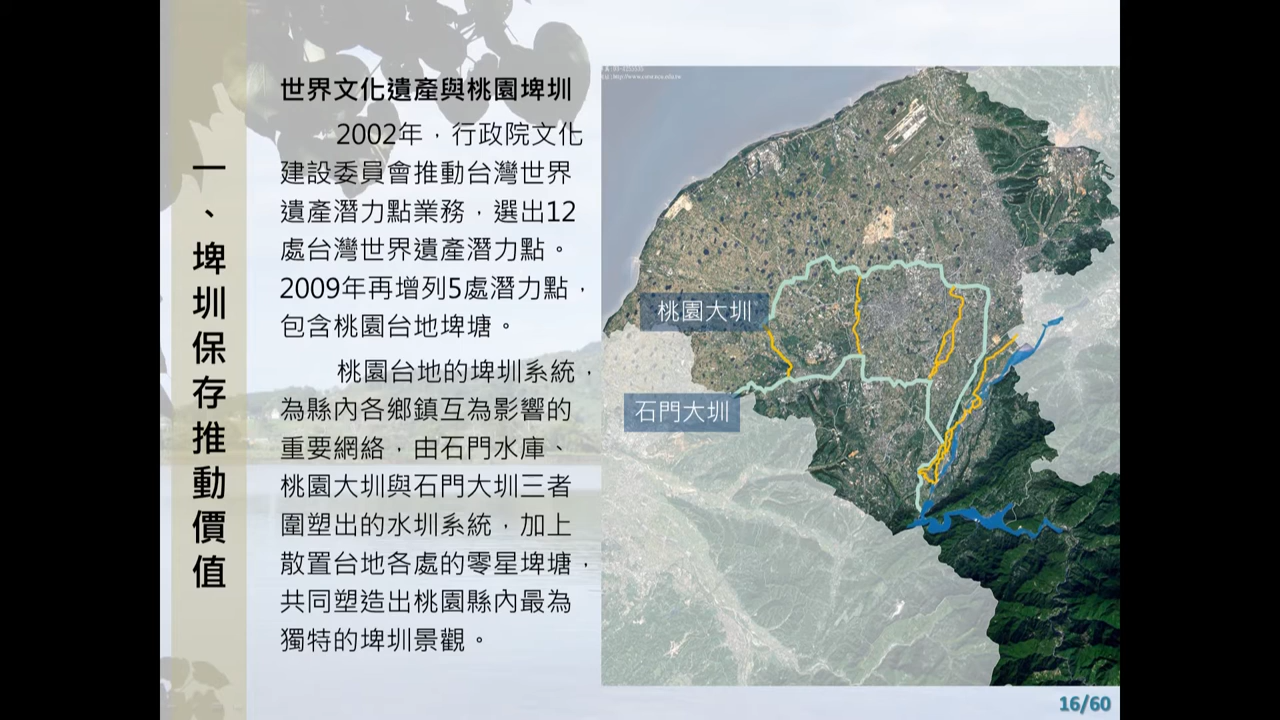 一、埤圳保存推動價值
世界文化遺產與桃園埤圳
2002年，行政院文化
建設委員會推動台灣世界
遺產潛力點業務，選出12
處台灣世界遺產潛力點。
2009年再增列5處潛力點，
包含桃園台地埤塘。
桃園台地的埤圳系統，
為縣內各鄉鎮互為影響的
重要網絡，由石門水庫、
桃園大圳與石門大圳三者
圍塑出的水圳系統，加上
散置台地各處的零星埤塘，
共同塑造出桃園縣內最為
獨特的埤圳景觀。
桃園大圳
石門大圳
16/60